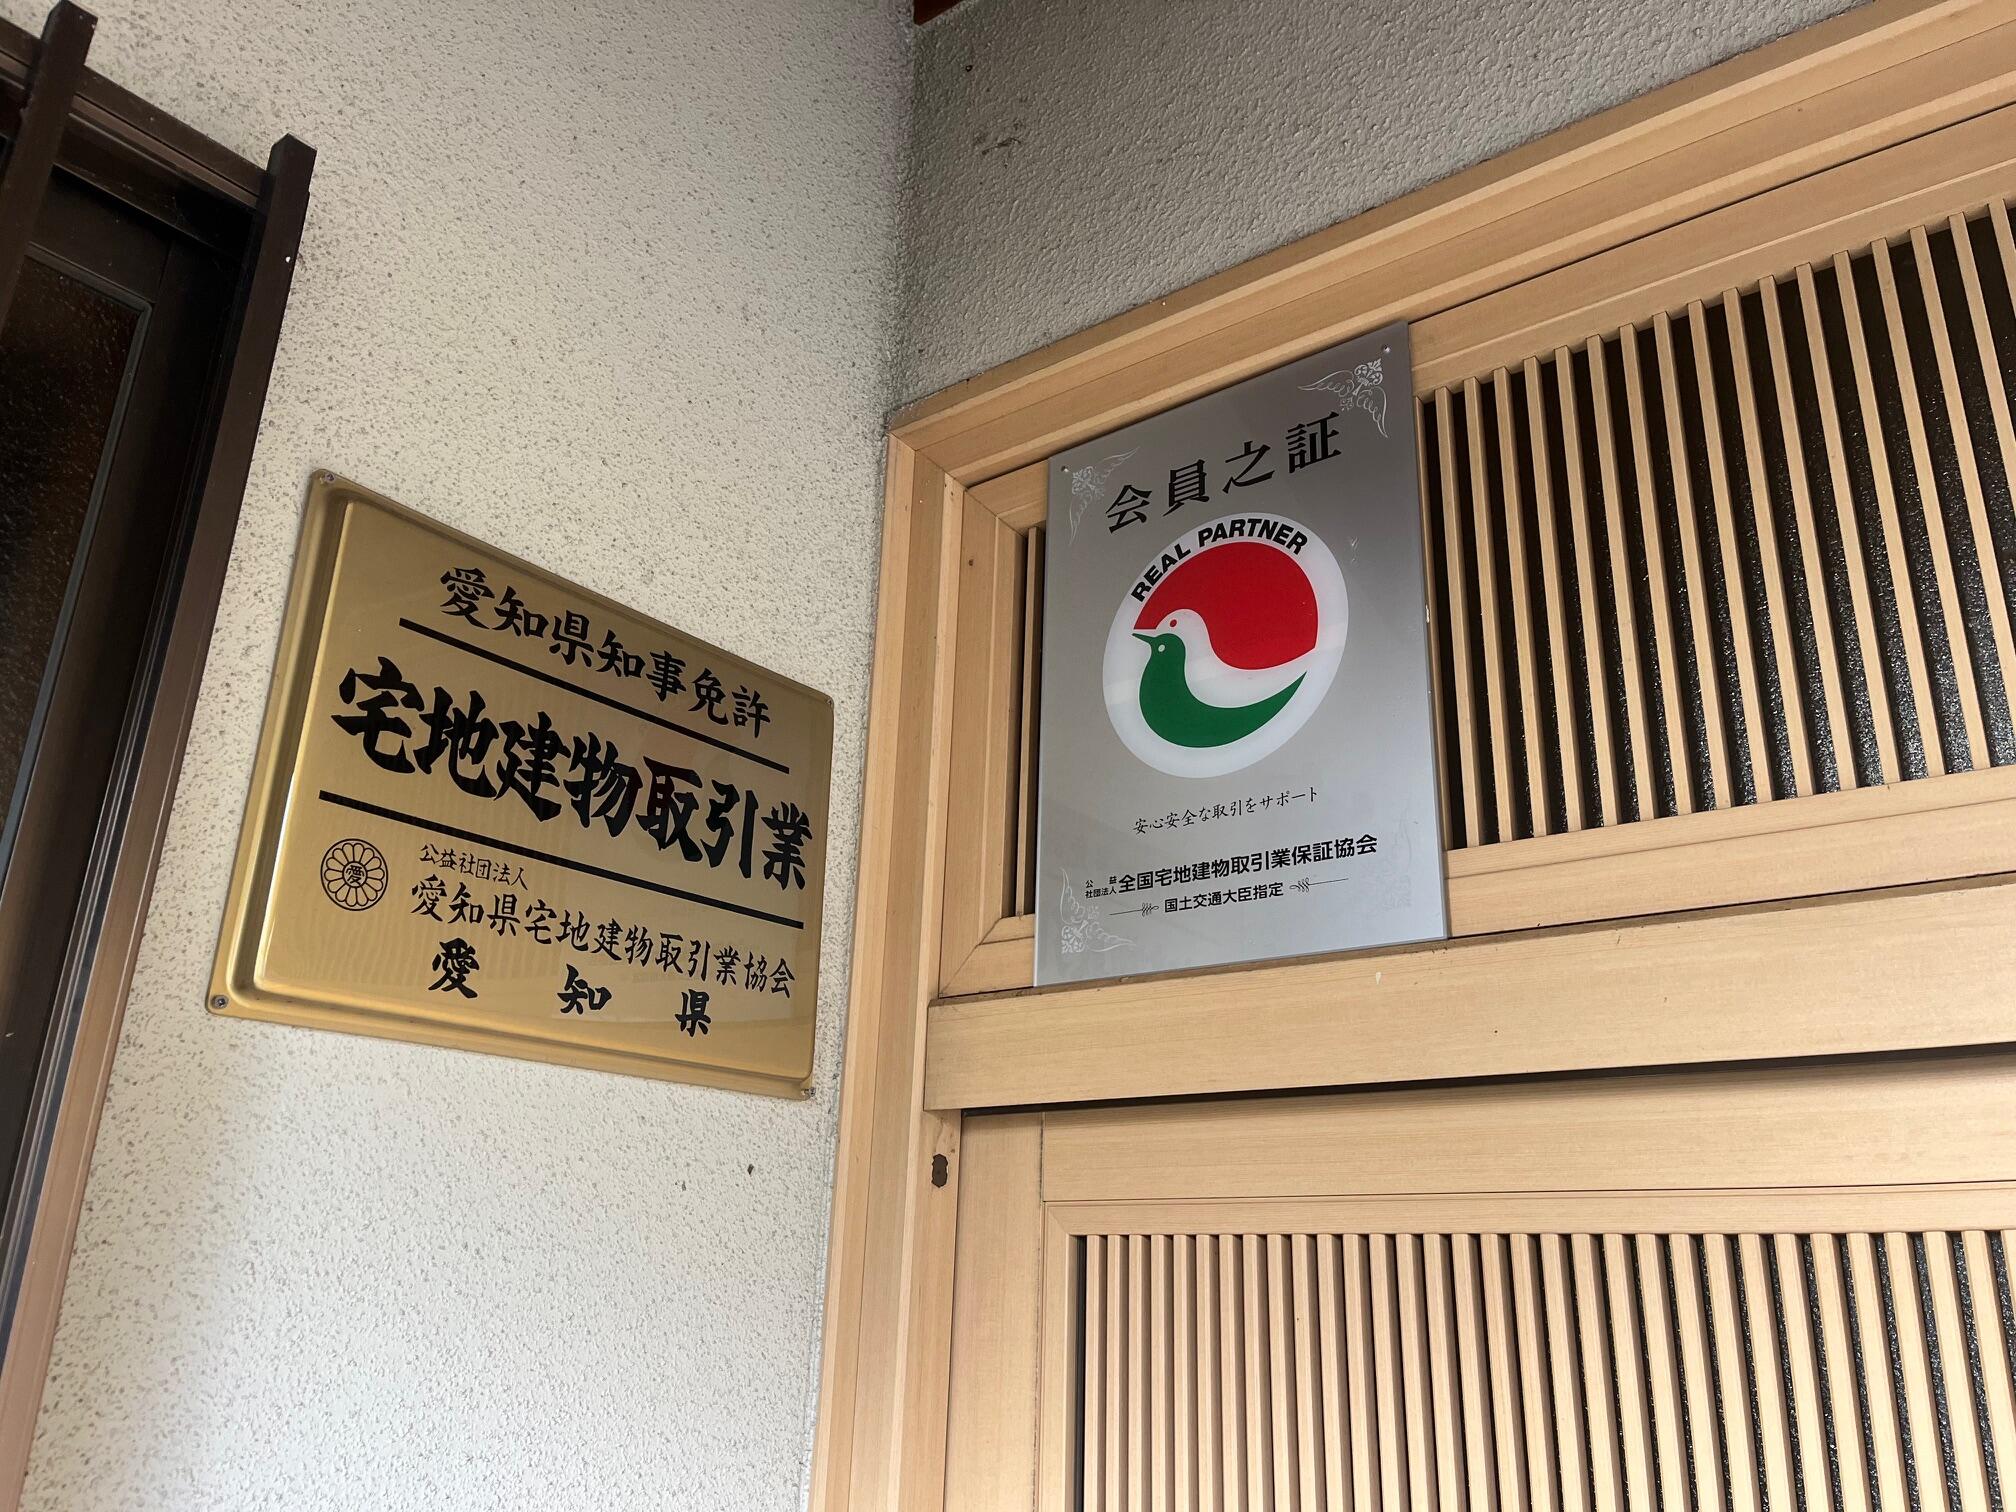 愛知県知事免許
宅地建物取引業
愛
公益社団法人
愛知県宅地建物取引業協会
愛知県
会員之証
REAL PARTNER
安心安全な取引をサポート
公益社団法人 全国宅地建物取引業保証協会
国土交通大臣指定